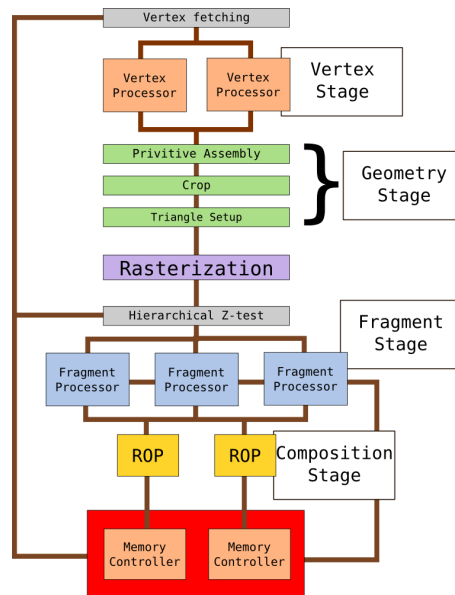 Vertex fetching
Vertex
Processor
Vertex
Processor
Vertex
Stage
Privitive Assembly
Crop
Triangle Setup
Geometry
Stage
Rasterization
Hierarchical Z-test
Fragment
Stage
Fragment
Processor
Fragment
Processor
Fragment
Processor
ROP
ROP
Composition
Stage
Memory
Controller
Memory
Controller